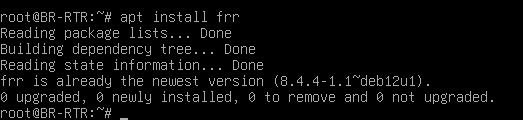 root@BR-RTR:~# apt install frr
Reading package lists... Done
Building dependency tree... Done
Reading state information... Done
frr is already the newest version (8.4.4-1.1~deb12u1).
0 upgraded, 0 newly installed, 0 to remove and 0 not upgraded.
root@BR-RTR:~# _